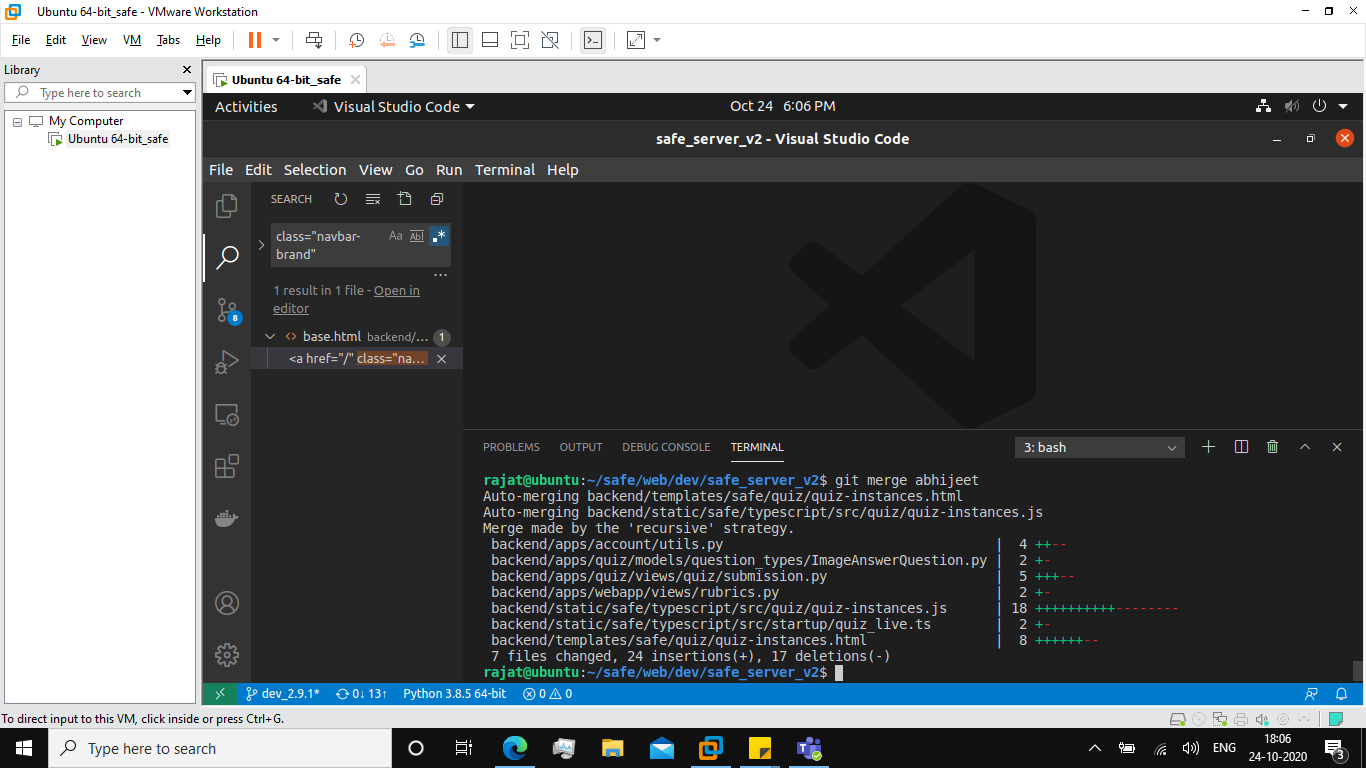 Ubuntu 64-bit_safe - VMware Workstation
File Edit View VM Tabs Help
Library
Type here to search
My Computer
Ubuntu 64-bit_safe
Ubuntu 64-bit_safe
Activities Visual Studio Code Oct 24 6:06 PM
safe_server_v2 - Visual Studio Code
File Edit Selection View Go Run Terminal Help
SEARCH
class="navbar-
brand"
Aa Abl .*
...
1 result in 1 file - Open in
editor
8
<> base.html backend/... 1
<a href="/" class="na...
PROBLEMS OUTPUT DEBUG CONSOLE TERMINAL 3: bash
rajat@ubuntu:~/safe/web/dev/safe_server_v2$ git merge abhijeet
Auto-merging backend/templates/safe/quiz/quiz-instances.html
Auto-merging backend/static/safe/typescript/src/quiz/quiz-instances.js
Merge made by the 'recursive' strategy.
backend/apps/account/utils.py | 4 ++--
backend/apps/quiz/models/question_types/ImageAnswerQuestion.py | 2 +-
backend/apps/quiz/views/quiz/submission.py | 5 +++--
backend/apps/webapp/views/rubrics.py | 2 +-
backend/static/safe/typescript/src/quiz/quiz-instances.js | 18 ++++++++++--------
backend/static/safe/typescript/src/startup/quiz_live.ts | 2 +-
backend/templates/safe/quiz/quiz-instances.html | 8 ++++++--
7 files changed, 24 insertions(+), 17 deletions(-)
rajat@ubuntu:~/safe/web/dev/safe_server_v2$
dev_2.9.1* 0↓ 13↑ Python 3.8.5 64-bit 0 0
To direct input to this VM, click inside or press Ctrl+G.
Type here to search
ENG
18:06
24-10-2020
3